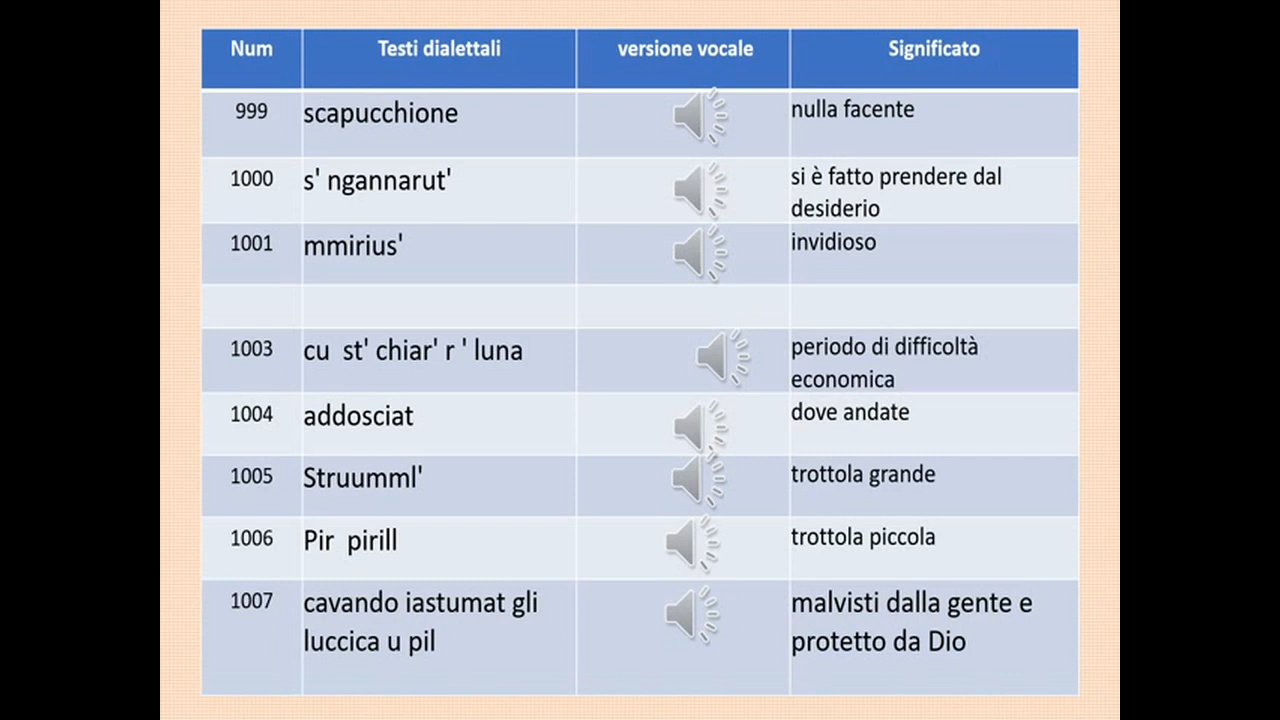 Num Testi dialettali versione vocale Significato
999 scapucchione nulla facente
1000 s' ngannarut' si è fatto prendere dal
desiderio
1001 mmirius' invidioso
1003 cu st' chiar' r ' luna periodo di difficoltà
economica
1004 addosciat dove andate
1005 Struumml' trottola grande
1006 Pir pirill trottola piccola
1007 cavando iastumat gli malvisti dalla gente e
luccica u pil protetto da Dio